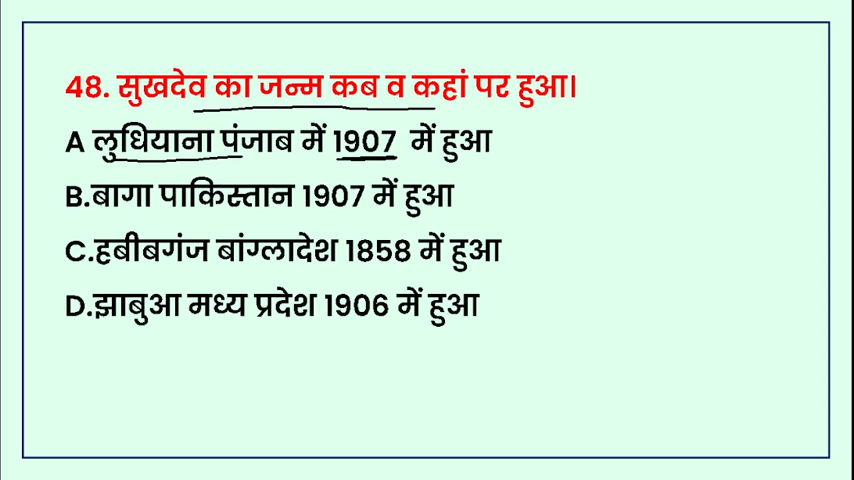 48. सुखदेव का जन्म कब व कहां पर हुआ।
A लुधियाना पंजाब में 1907 में हुआ
B.बागा पाकिस्तान 1907 में हुआ
C.हबीबगंज बांग्लादेश 1858 में हुआ
D.झाबुआ मध्य प्रदेश 1906 में हुआ